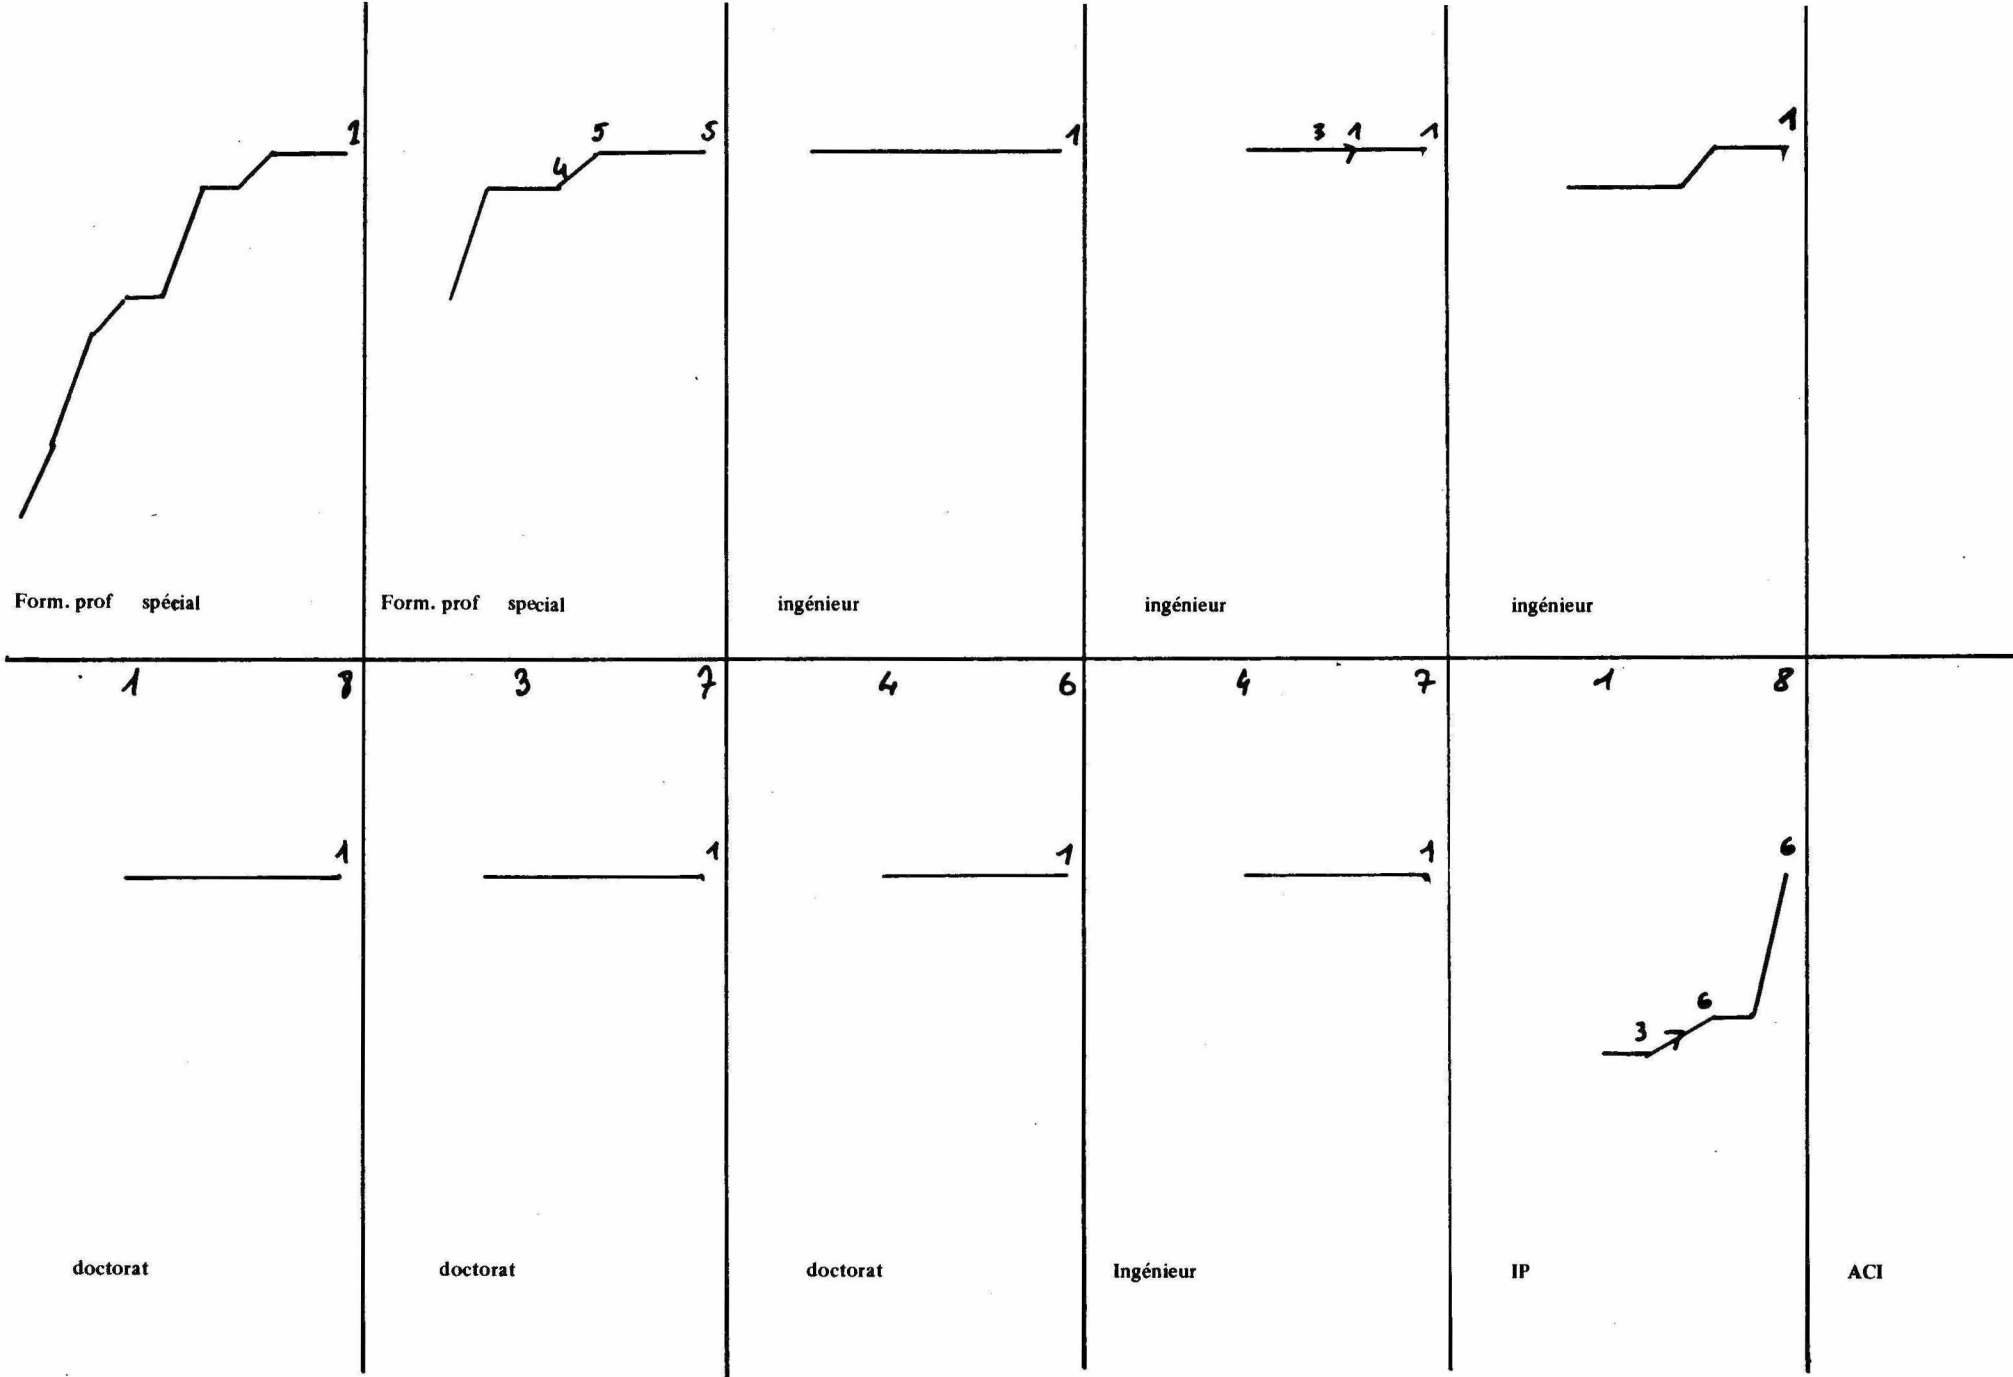 1
5 5
4
1
3 1 1
1
Form. prof spécial
Form. prof special
ingénieur
ingénieur
ingénieur
1 8
3 7
4 6
4 7
1 8
1
1
1
1
6
6
3
doctorat
doctorat
doctorat
Ingénieur
IP
ACI